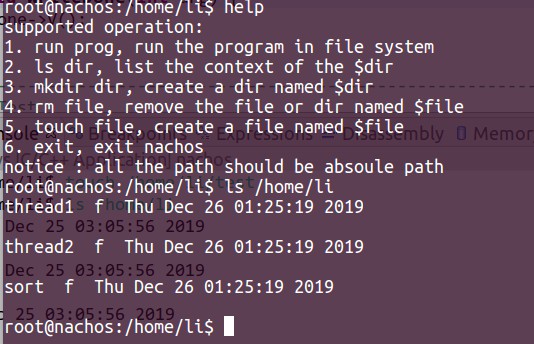 root@nachos:/home/li$ help
supported operation:
1. run prog, run the program in file system
2. ls dir, list the context of the $dir
3. mkdir dir, create a dir named $dir
4. rm file, remove the file or dir named $file
5. touch file, create a file named $file
6. exit, exit nachos
notice : all the path should be absoule path
root@nachos:/home/li$ ls /home/li
thread1 f Thu Dec 26 01:25:19 2019
Dec 25 03:05:56 2019
thread2 f Thu Dec 26 01:25:19 2019
Dec 25 03:05:56 2019
sort f Thu Dec 26 01:25:19 2019
Dec 25 03:05:56 2019
root@nachos:/home/li$